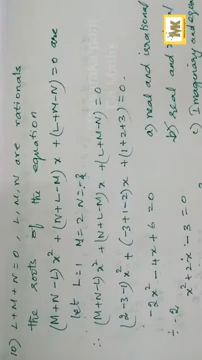 10) L+M+N=0, L, M, N are rationals
the roots of the equation
(M+N-L)x² + (N+L-M)x + (L+M-N)=0 are
let L=1 M=2 N=-3
∴ (M+N-L)x² + (N+L-M)x + (L+M-N)=0
(2-3-1)x² + (-3+1-2)x + (1+2+3)=0.
-2x² - 4x + 6 = 0
÷ -2 x² + 2x - 3 = 0
a) real and irrational
b) real and
c) Imaginary and equal
MK